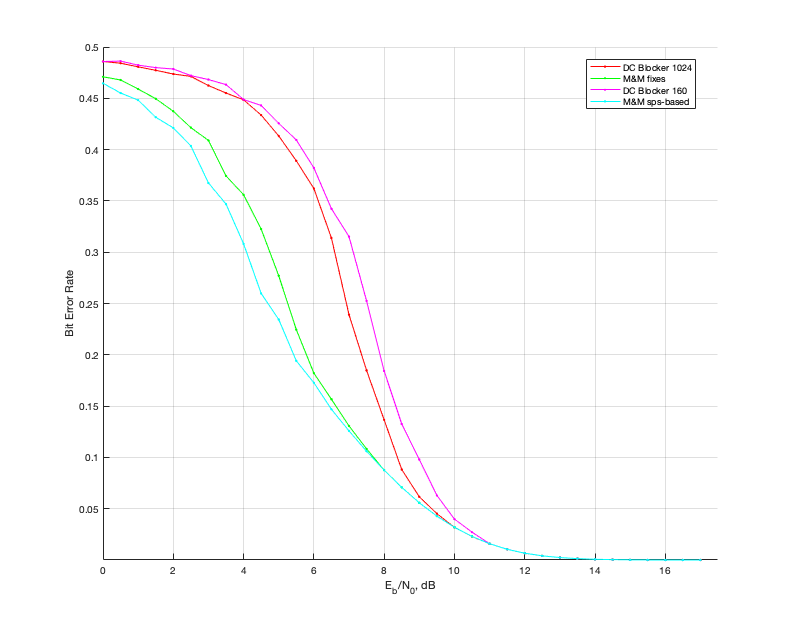 0.5
0.45
0.4
0.35
0.3
0.25
0.2
0.15
0.1
0.05
Bit Error Rate
DC Blocker 1024
M&M fixes
DC Blocker 160
M&M sps-based
0 2 4 6 8 10 12 14 16
E_b/N_0, dB